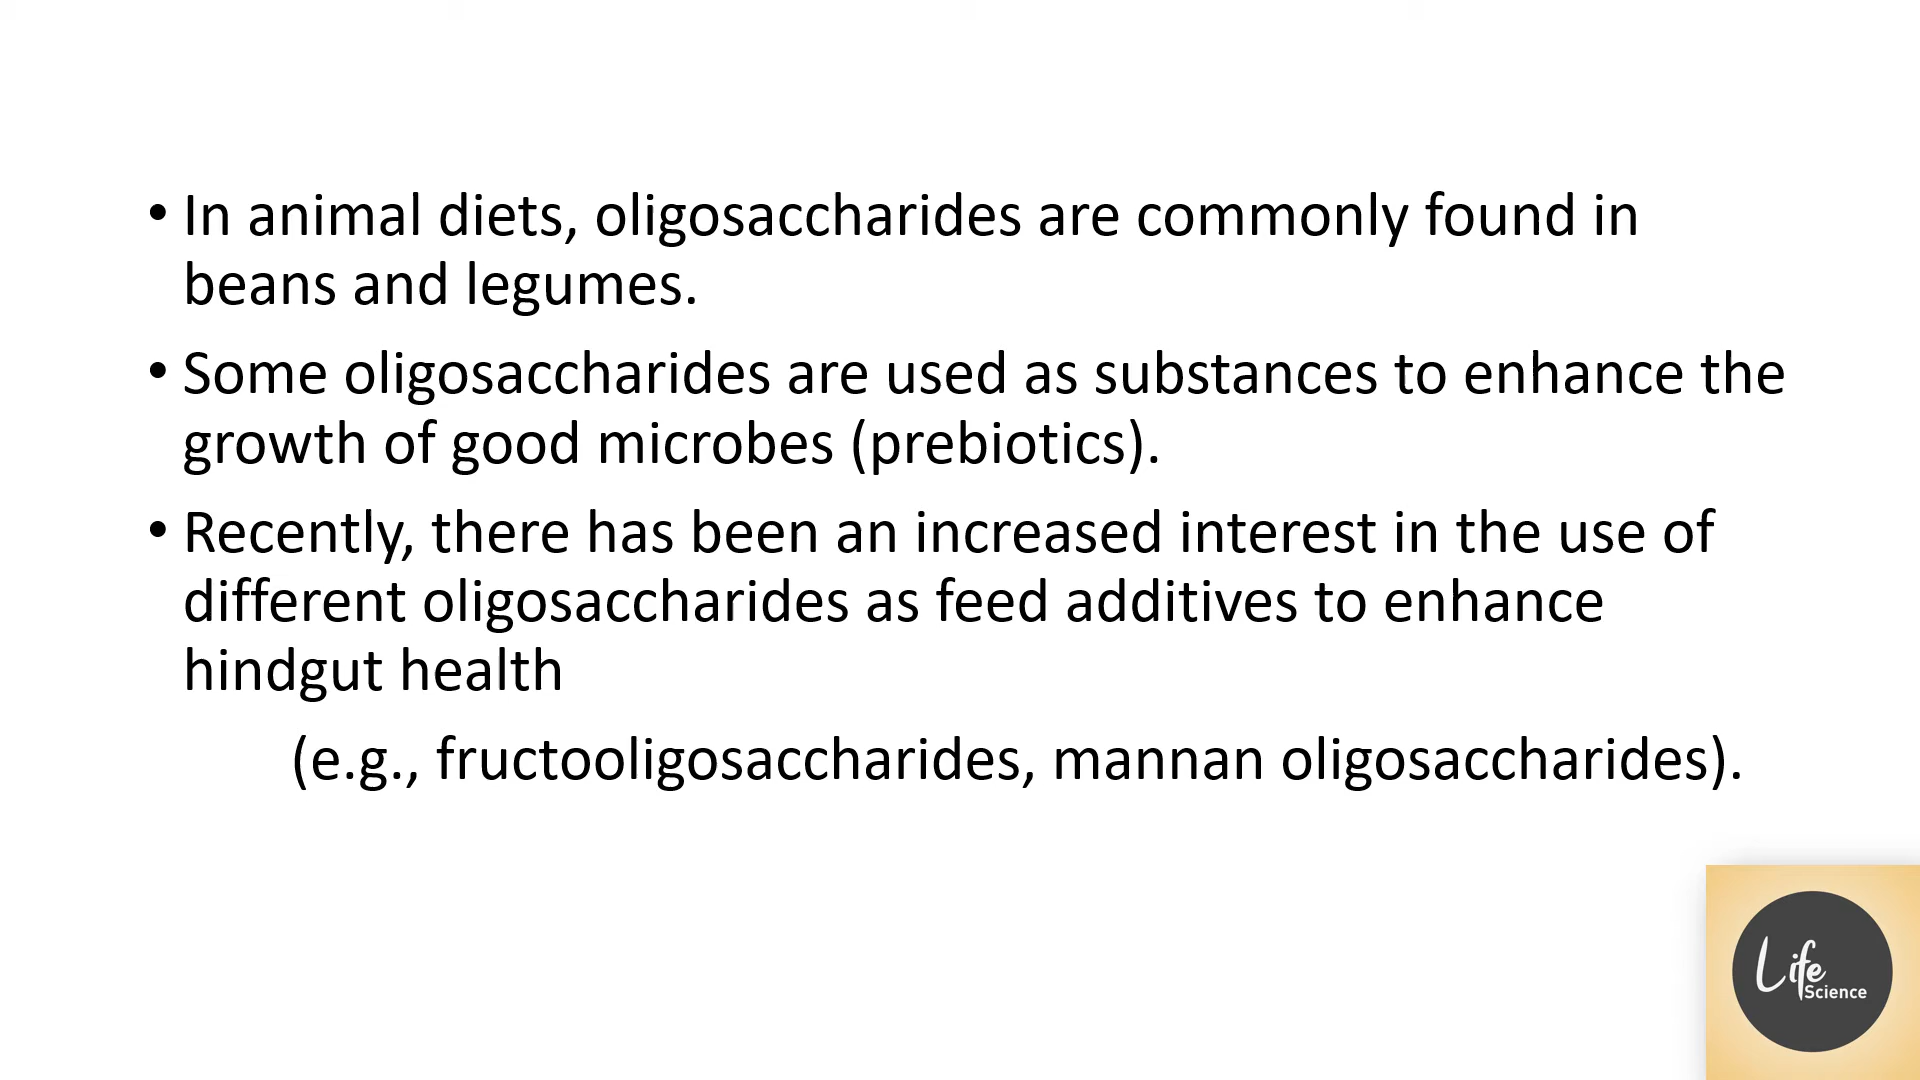 • In animal diets, oligosaccharides are commonly found in
beans and legumes.
• Some oligosaccharides are used as substances to enhance the
growth of good microbes (prebiotics).
• Recently, there has been an increased interest in the use of
different oligosaccharides as feed additives to enhance
hindgut health
(e.g., fructooligosaccharides, mannan oligosaccharides).
Life
Science